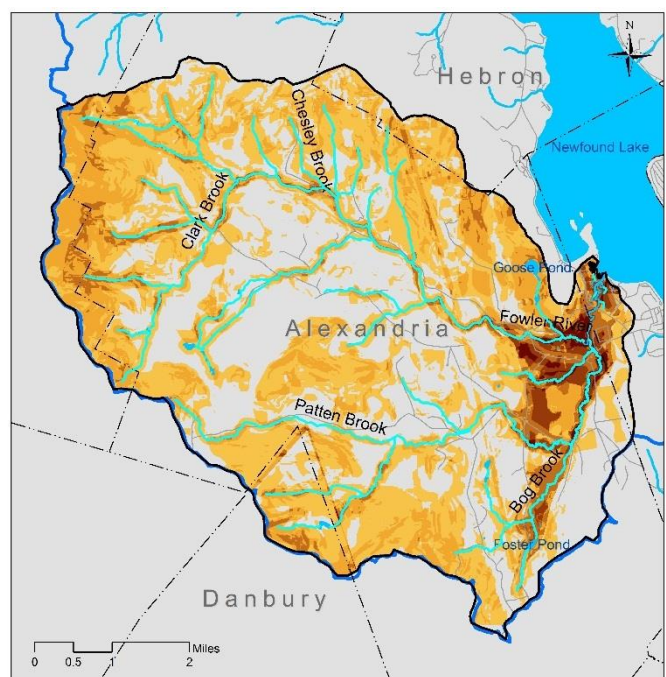 N
Hebron
Chesley Brook
Newfound Lake
Clark Brook
Goose Pond
Fowler River
Alexandria
Patten Brook
Bog Brook
Foster Pond
Danbury
Miles
0 0.5 1 2